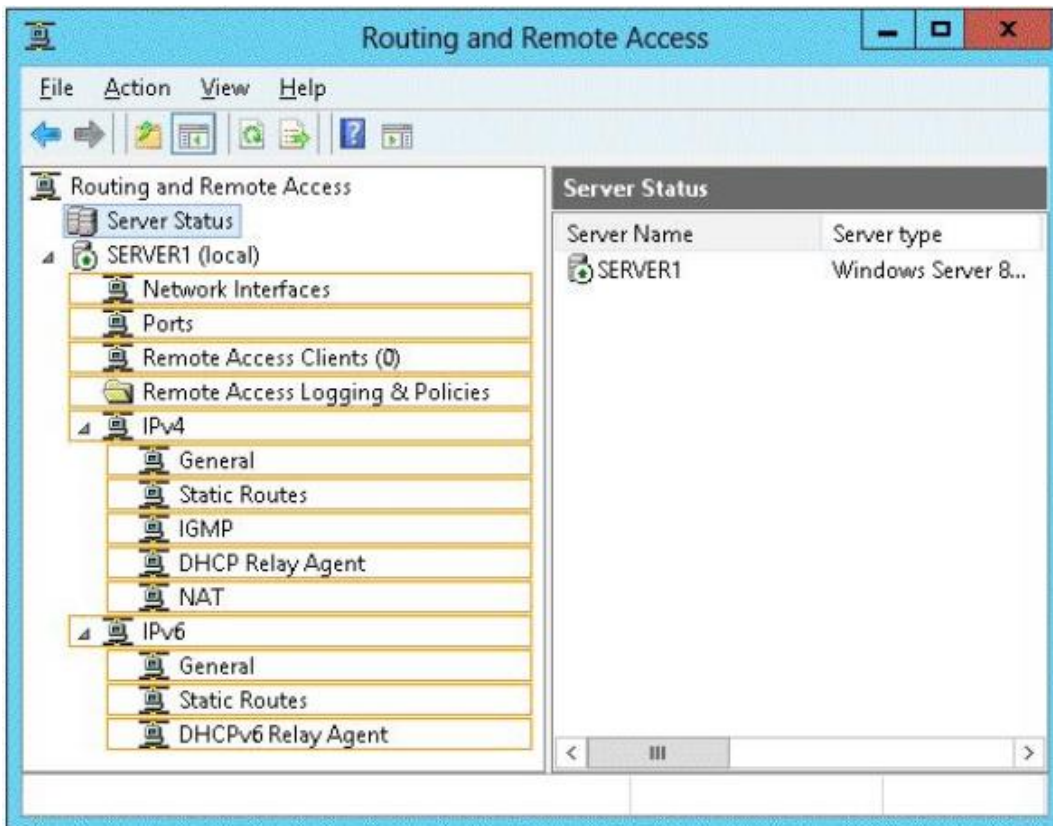 Routing and Remote Access
File Action View Help
Routing and Remote Access
Server Status
SERVER1 (local)
Network Interfaces
Ports
Remote Access Clients (0)
Remote Access Logging & Policies
IPv4
General
Static Routes
IGMP
DHCP Relay Agent
NAT
IPv6
General
Static Routes
DHCPv6 Relay Agent
Server Status
Server Name Server type
SERVER1 Windows Server 8...